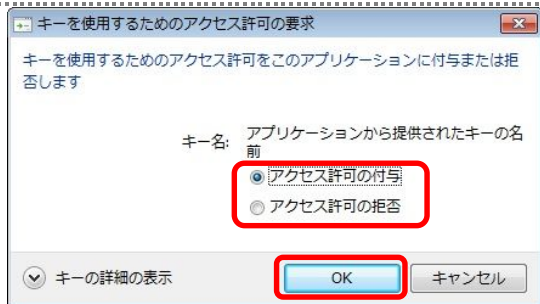 キーを使用するためのアクセス許可の要求
キーを使用するためのアクセス許可をこのアプリケーションに付与または拒
否します
キー名: アプリケーションから提供されたキーの名
前
アクセス許可の付与
アクセス許可の拒否
キーの詳細の表示 OK キャンセル